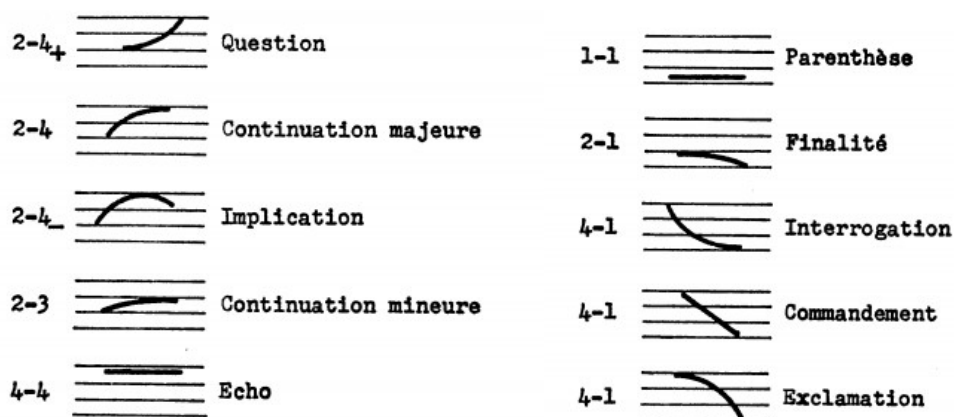 2-4+ Question
2-4 Continuation majeure
2-4_ Implication
2-3 Continuation mineure
4-4 Echo
1-1 Parenthèse
2-1 Finalité
4-1 Interrogation
4-1 Commandement
4-1 Exclamation